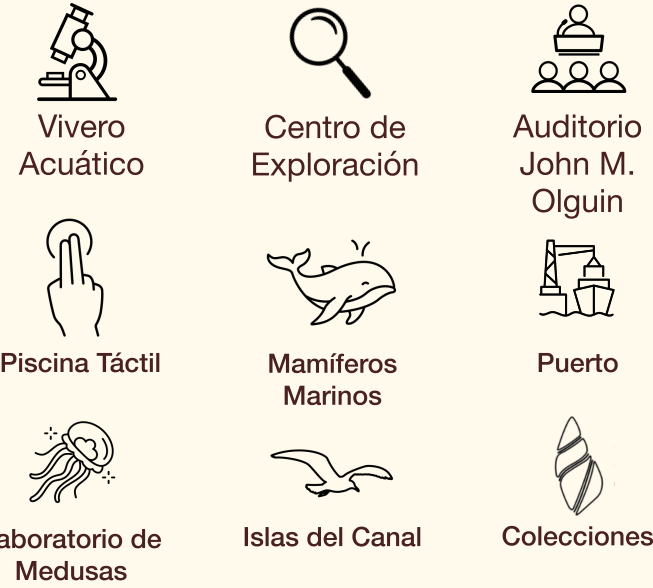 Vivero
Acuático
Centro de
Exploración
Auditorio
John M.
Olguin
Piscina Táctil
Mamíferos
Marinos
Puerto
aboratorio de
Medusas
Islas del Canal
Colecciones